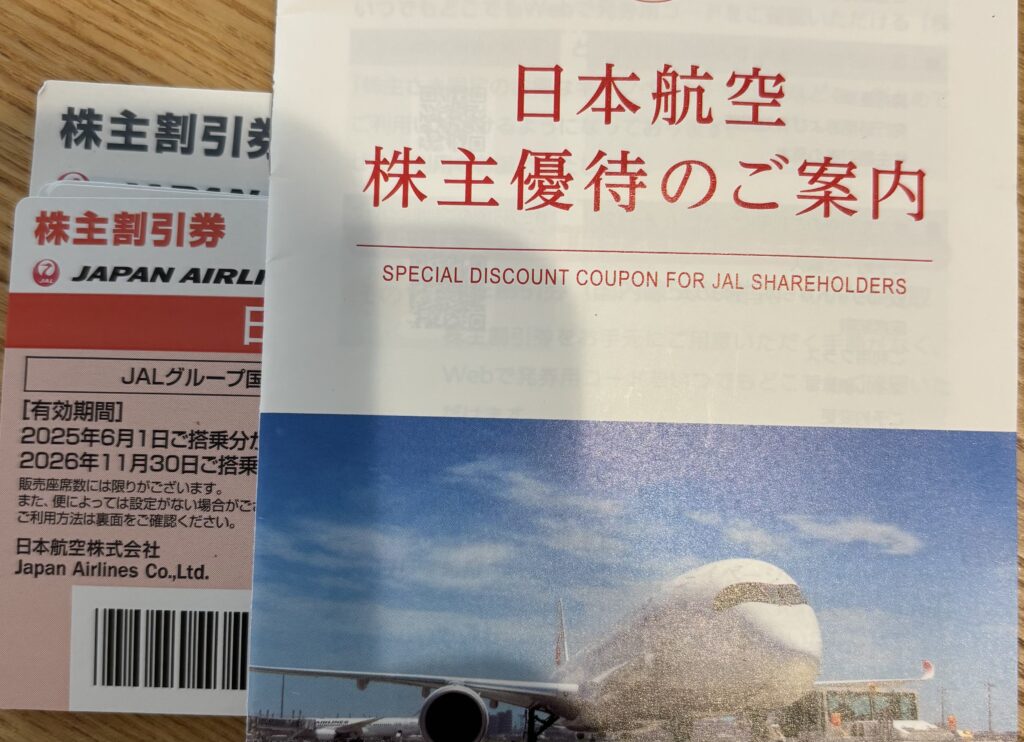 株主割引券
JAPAN
株主割引券
JAL
JAPAN AIRLI
日
JALグループ国
[有効期間]
2025年6月1日ご搭乗分か
2026年11月30日ご搭乗
販売座席数には限りがございます。
また、便によっては設定がない場合がござ
ご利用方法は裏面をご確認ください。
日本航空株式会社
Japan Airlines Co.,Ltd.
日本航空
株主優待のご案内
SPECIAL DISCOUNT COUPON FOR JAL SHAREHOLDERS